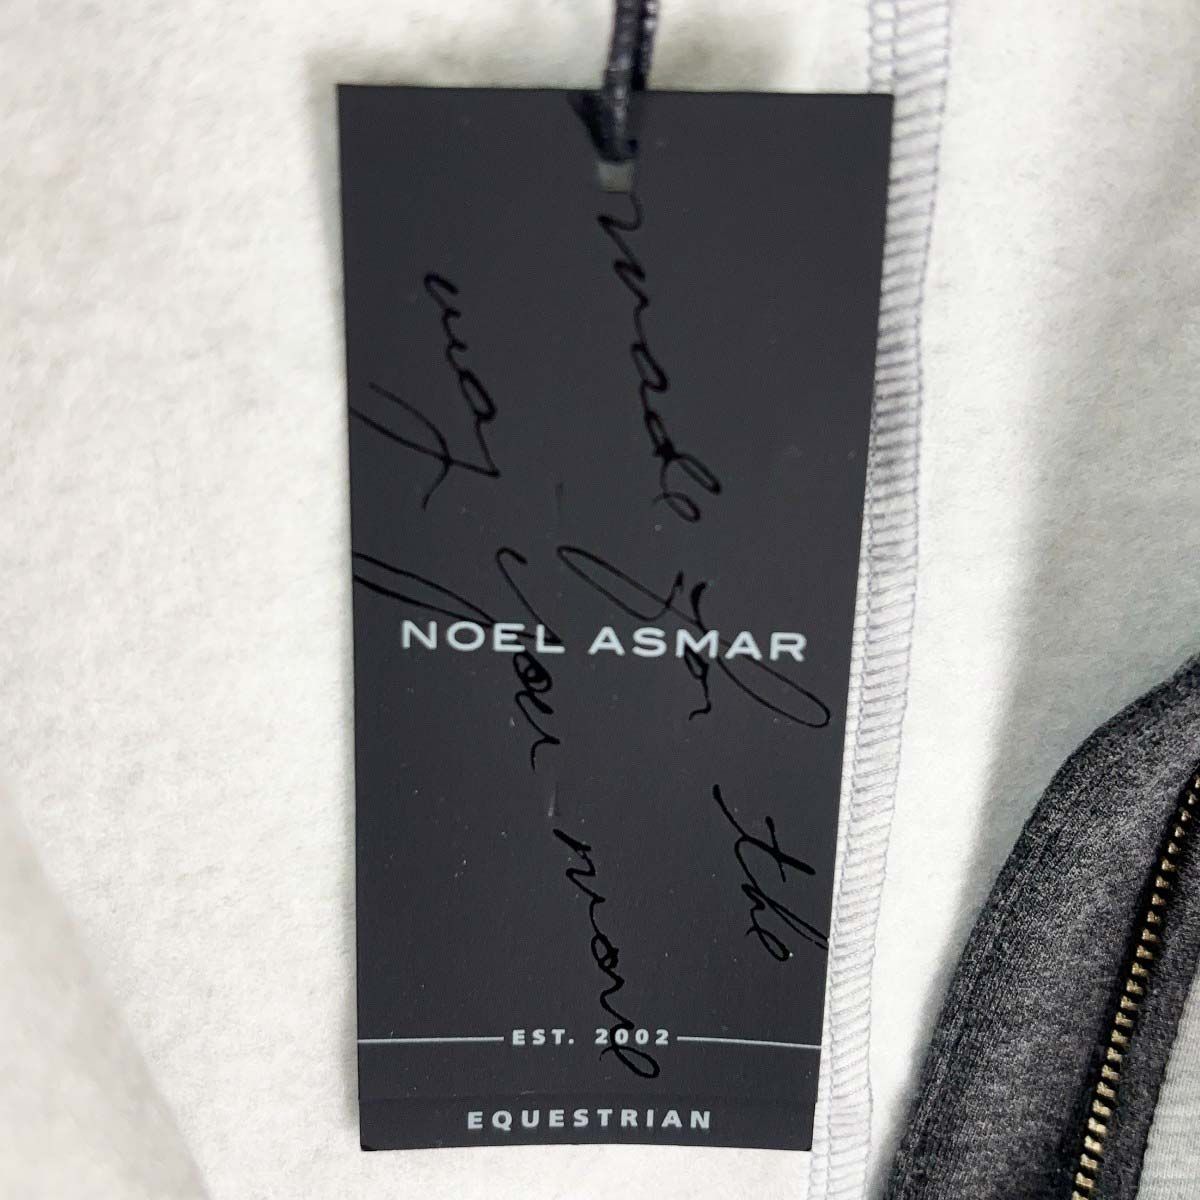 made for the
way you move
NOEL ASMAR
EST. 2002
EQUESTRIAN